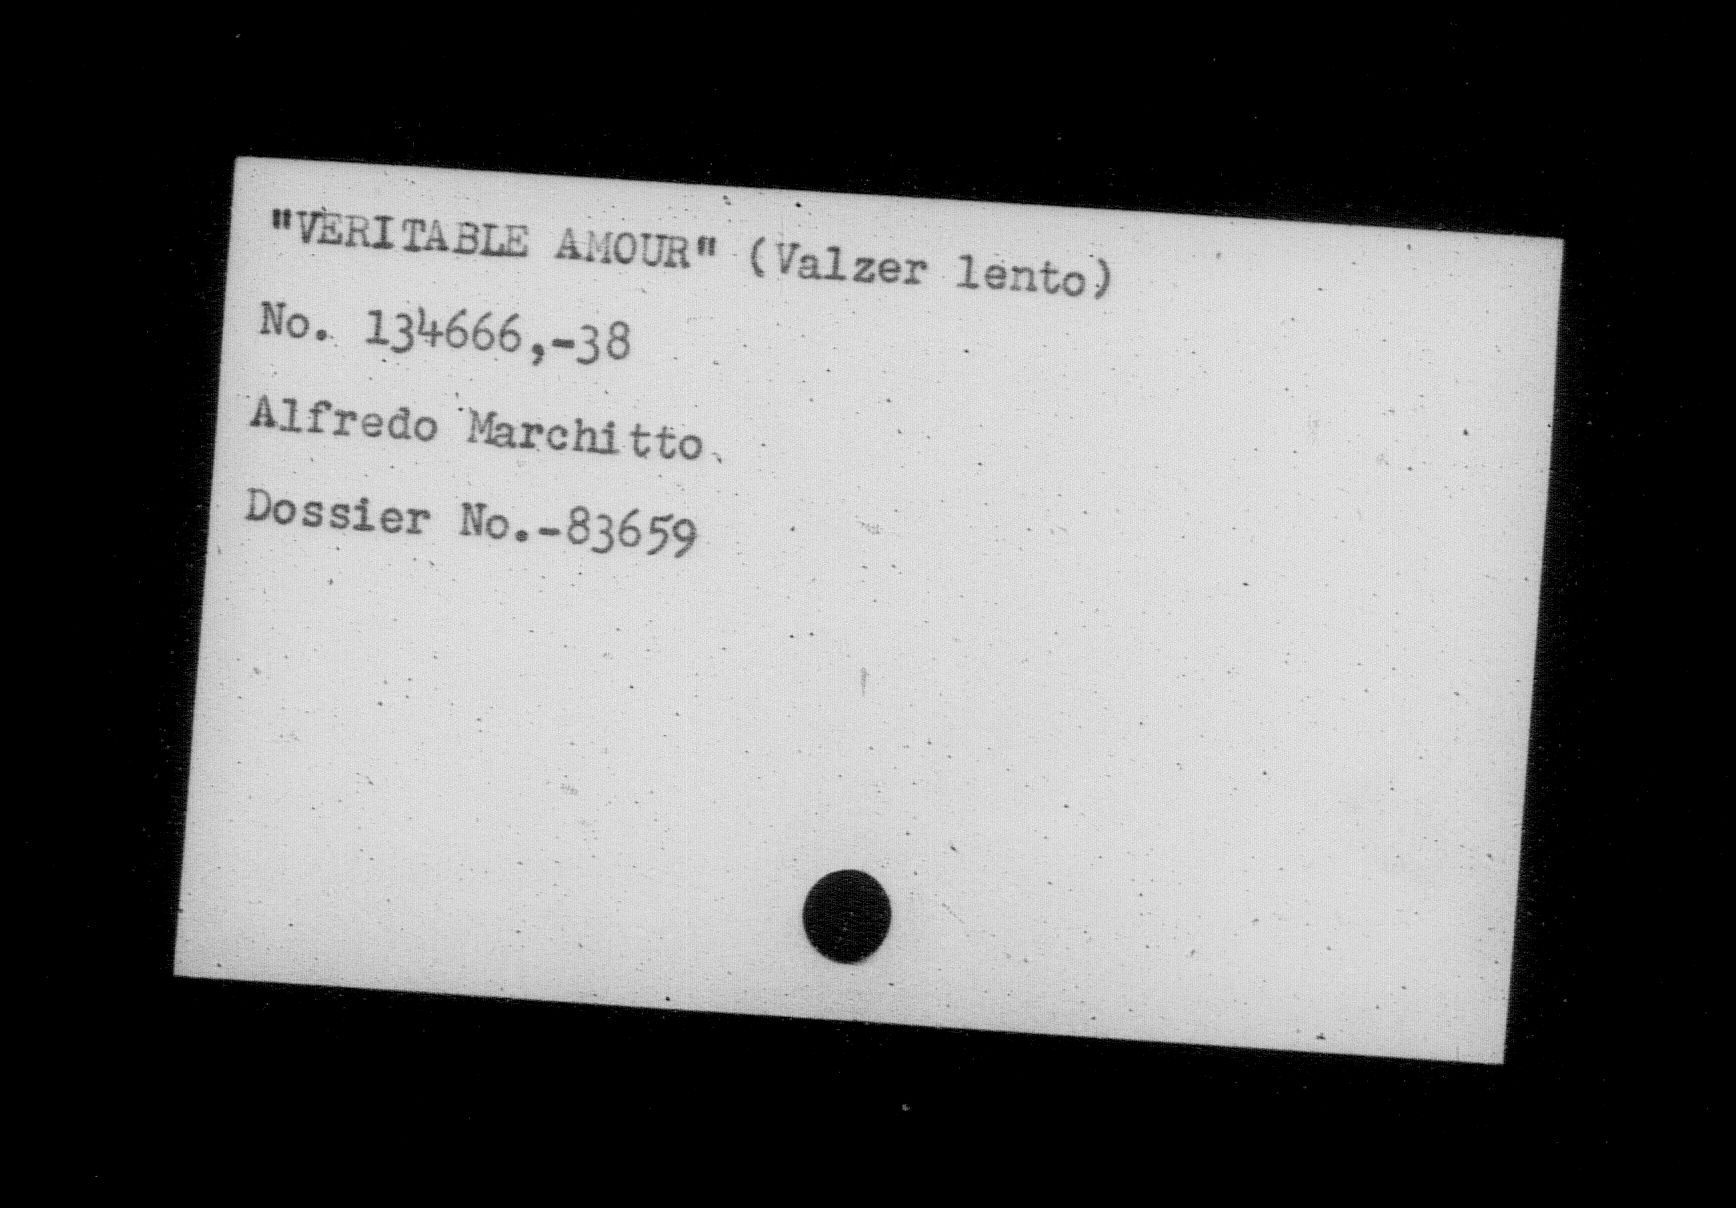 "VERITABLE AMOUR" (Valzer lento)
No. 134666,-38
Alfredo Marchitto
Dossier No.-83659